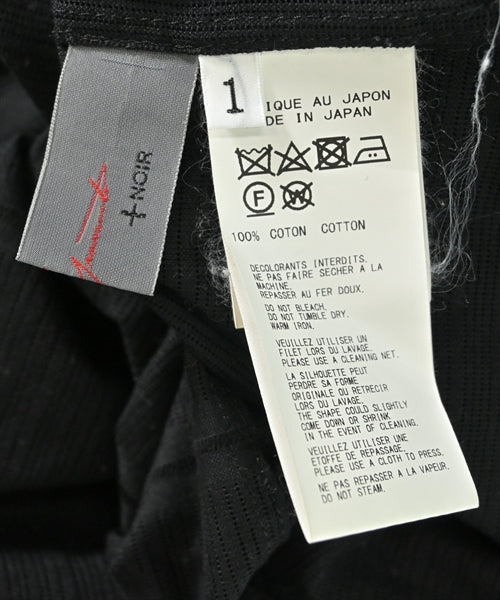 +NOIR
1
IQUE AU JAPON
DE IN JAPAN
F
W
100% COTON COTTON
DECOLORANTS INTERDITS.
NE PAS FAIRE SECHER A LA
MACHINE.
REPASSER AU FER DOUX.
DO NOT BLEACH.
DO NOT TUMBLE DRY.
WARM IRON.
VEUILLEZ UTILISER UN
FILET LORS DU LAVAGE.
PLEASE USE A CLEANING NET.
LA SILHOUETTE PEUT
PERDRE SA FORME
ORIGINALE OU RETRECIR
LORS DU LAVAGE.
THE SHAPE COULD SLIGHTLY
COME DOWN OR SHRINK
IN THE EVENT OF CLEANING.
VEUILLEZ UTILISER UNE
ETOFFE DE REPASSAGE.
PLEASE USE A CLOTH TO PRESS.
NE PAS REPASSER A LA VAPEUR.
DO NOT STEAM.